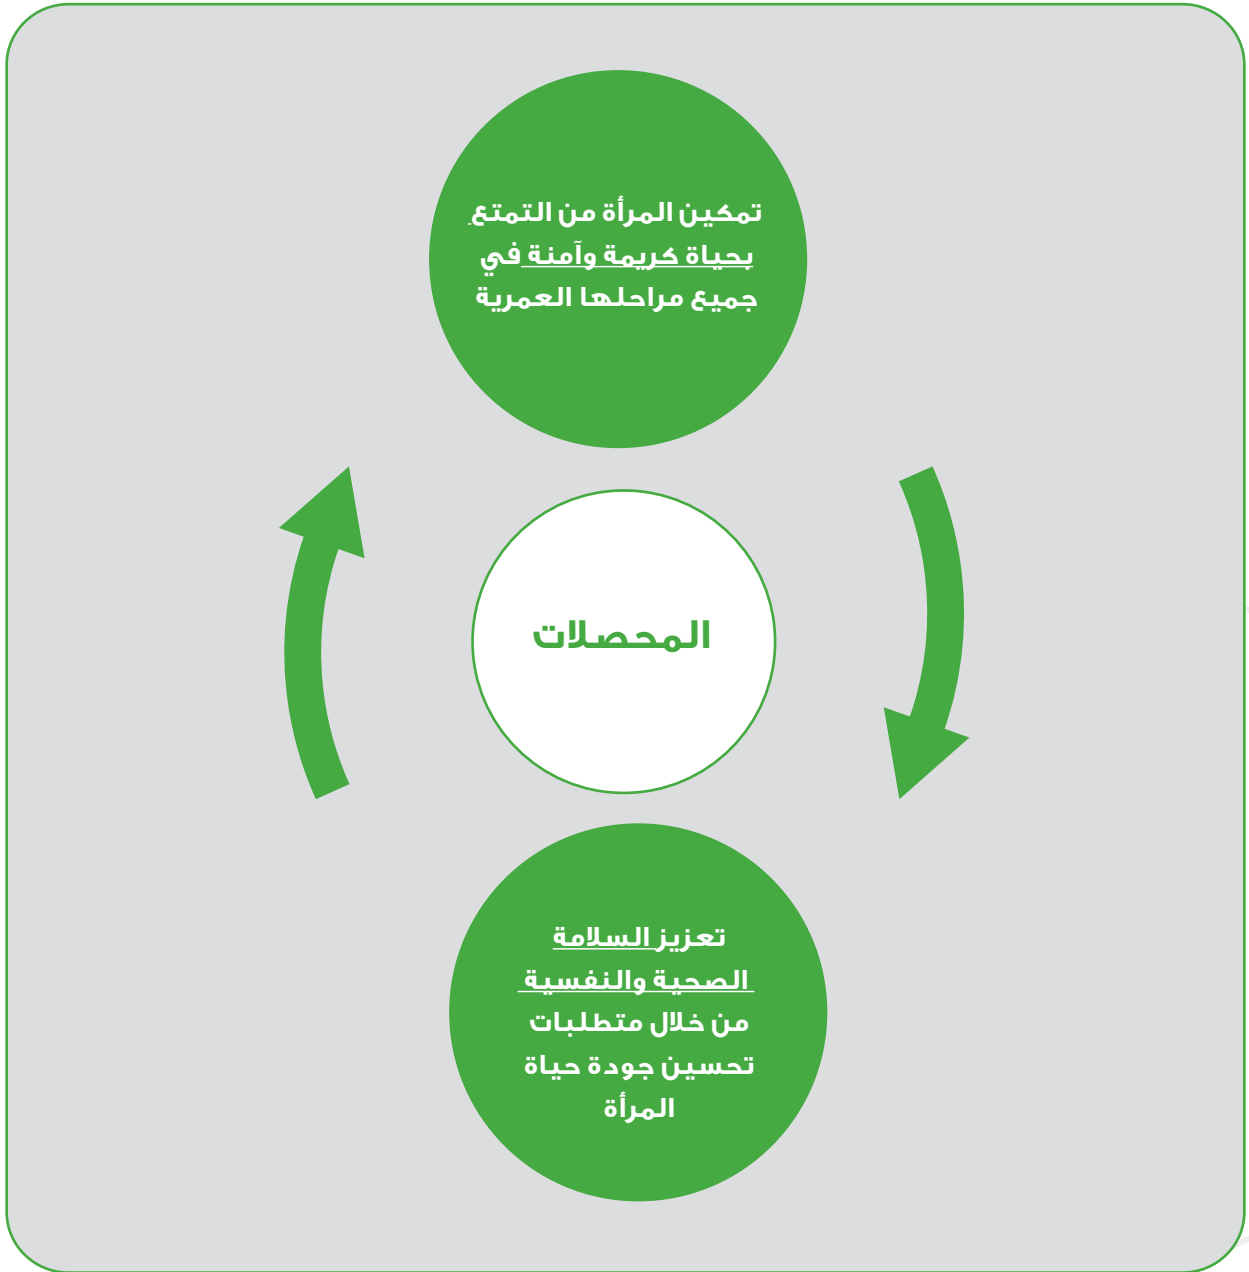 تمكين المرأة من التمتع
بحياة كريمة وآمنة في
جميع مراحلها العمرية
المحصلات
تعزيز السلامة
الصحية والنفسية
من خلال متطلبات
تحسين جودة حياة
المرأة